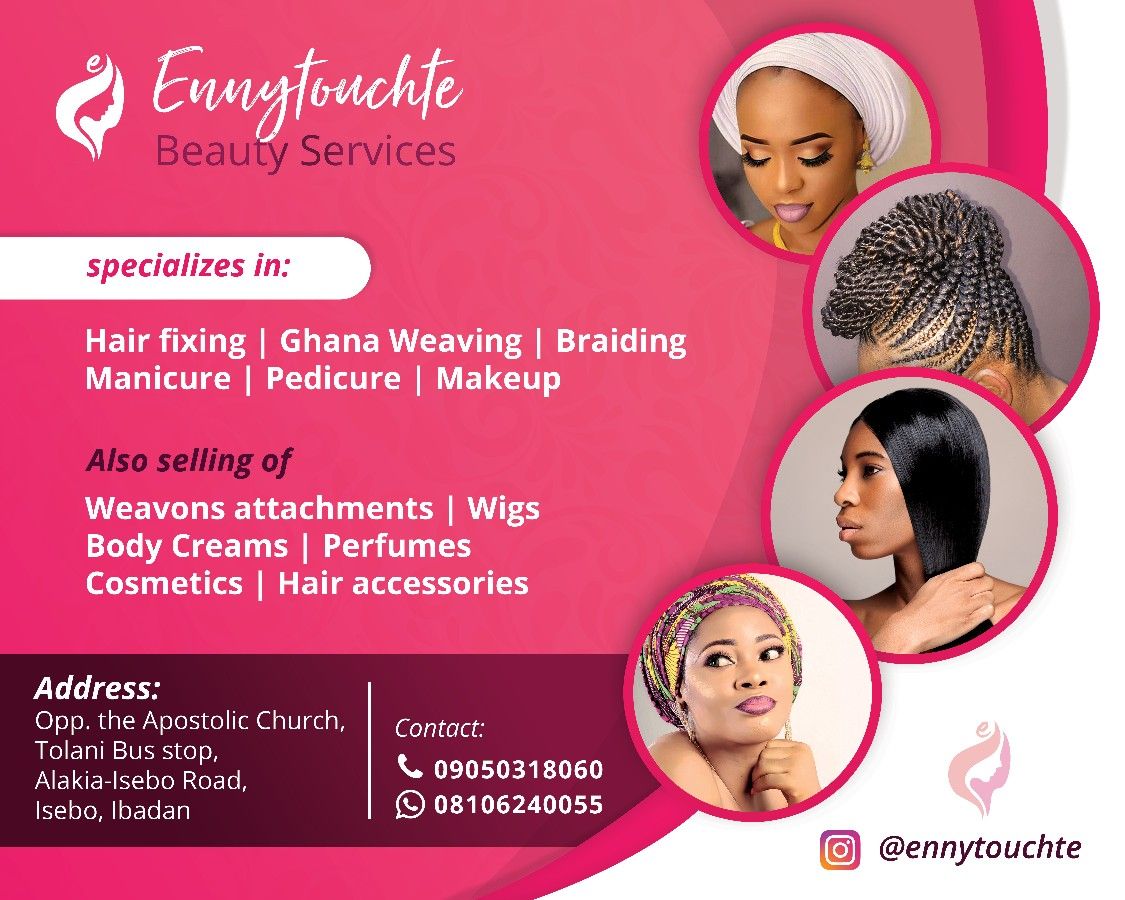 Ennytouchte
Beauty Services
specializes in:
Hair fixing | Ghana Weaving | Braiding
Manicure | Pedicure | Makeup
Also selling of
Weavons attachments | Wigs
Body Creams | Perfumes
Cosmetics | Hair accessories
Address:
Opp. the Apostolic Church,
Tolani Bus stop,
Alakia-Isebo Road,
Isebo, Ibadan
Contact:
09050318060
08106240055
@ennytouchte